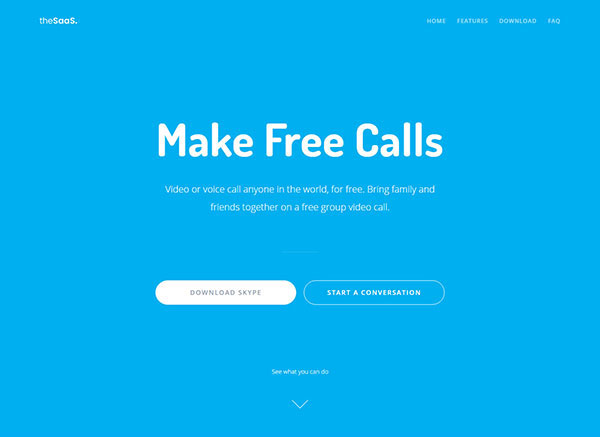 theSaaS.
HOME FEATURES DOWNLOAD FAQ
Make Free Calls
Video or voice call anyone in the world, for free. Bring family and
friends together on a free group video call.
DOWNLOAD SKYPE
START A CONVERSATION
See what you can do